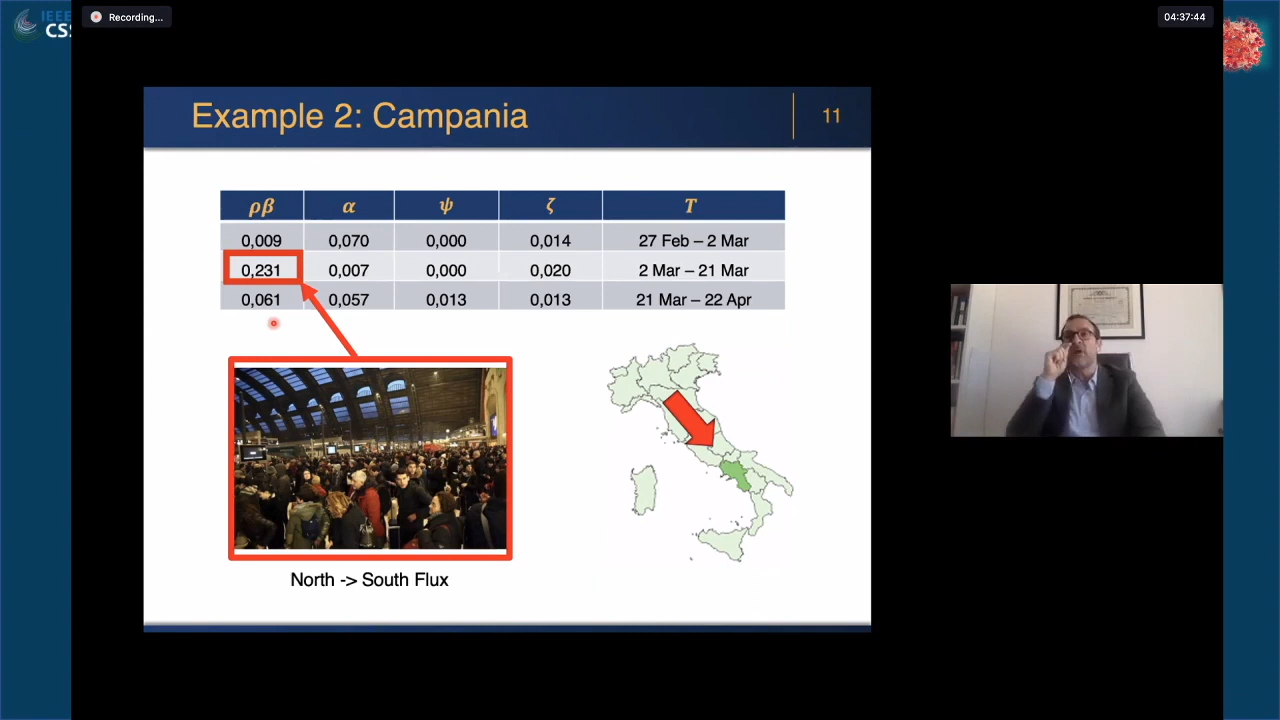 IEEE
CSS
Recording...
04:37:44
Example 2: Campania
11
ρβ α ψ ζ T
0,009 0,070 0,000 0,014 27 Feb – 2 Mar
0,231 0,007 0,000 0,020 2 Mar – 21 Mar
0,061 0,057 0,013 0,013 21 Mar – 22 Apr
North -> South Flux